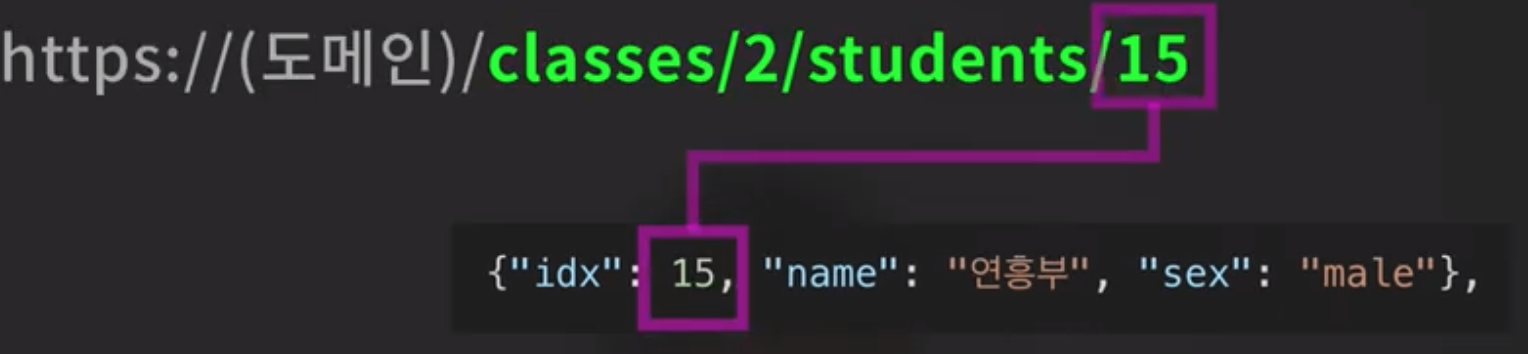 https://(도메인)/classes/2/students/15
{"idx": 15, "name": "연흥부", "sex": "male"},